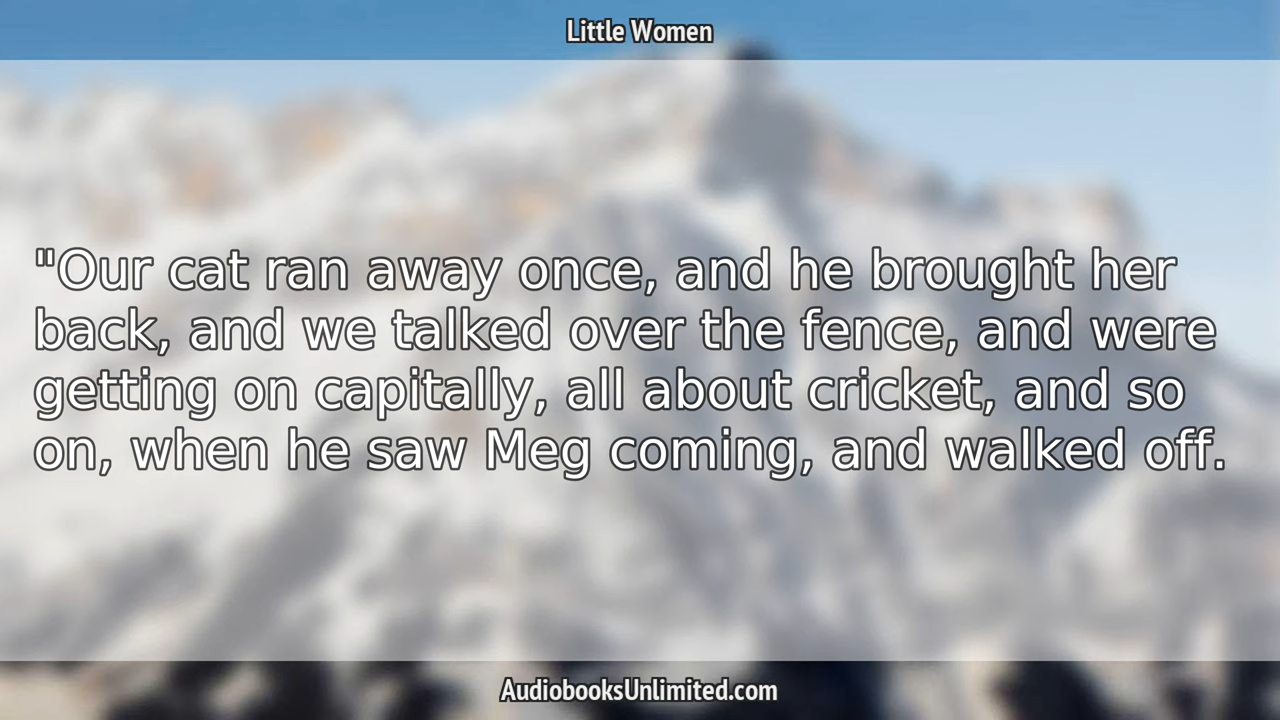 Little Women
"Our cat ran away once, and he brought her
back, and we talked over the fence, and were
getting on capitally, all about cricket, and so
on, when he saw Meg coming, and walked off.
AudiobooksUnlimited.com